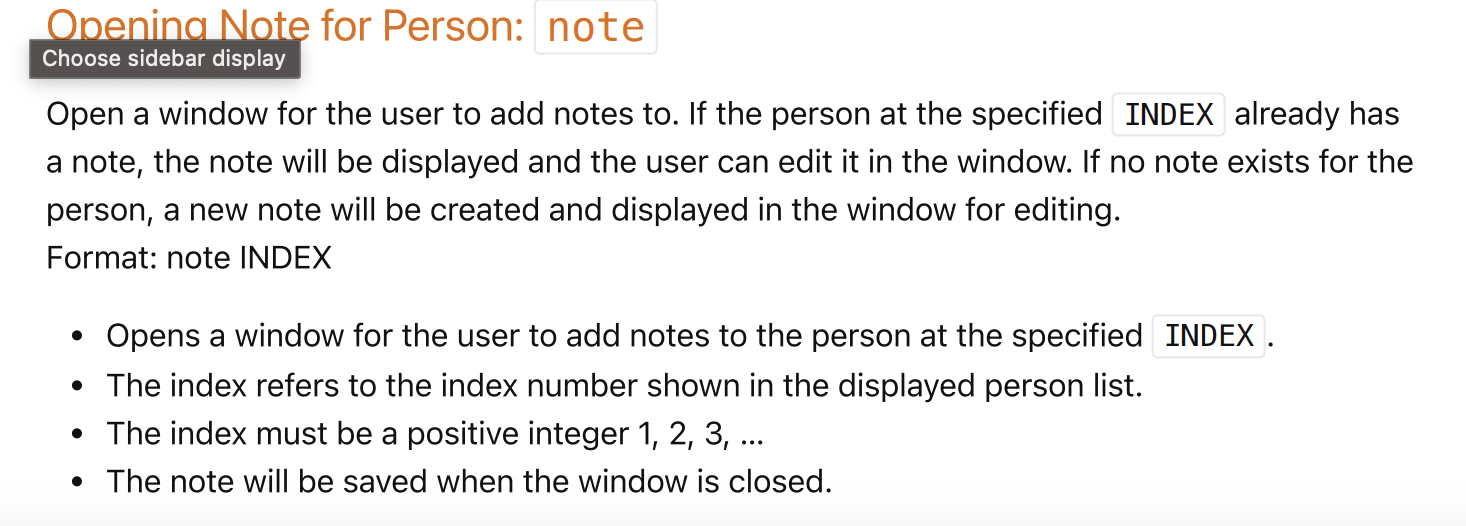 Opening Note for Person: note
Choose sidebar display
Open a window for the user to add notes to. If the person at the specified INDEX already has
a note, the note will be displayed and the user can edit it in the window. If no note exists for the
person, a new note will be created and displayed in the window for editing.
Format: note INDEX
• Opens a window for the user to add notes to the person at the specified INDEX.
• The index refers to the index number shown in the displayed person list.
• The index must be a positive integer 1, 2, 3, ...
• The note will be saved when the window is closed.